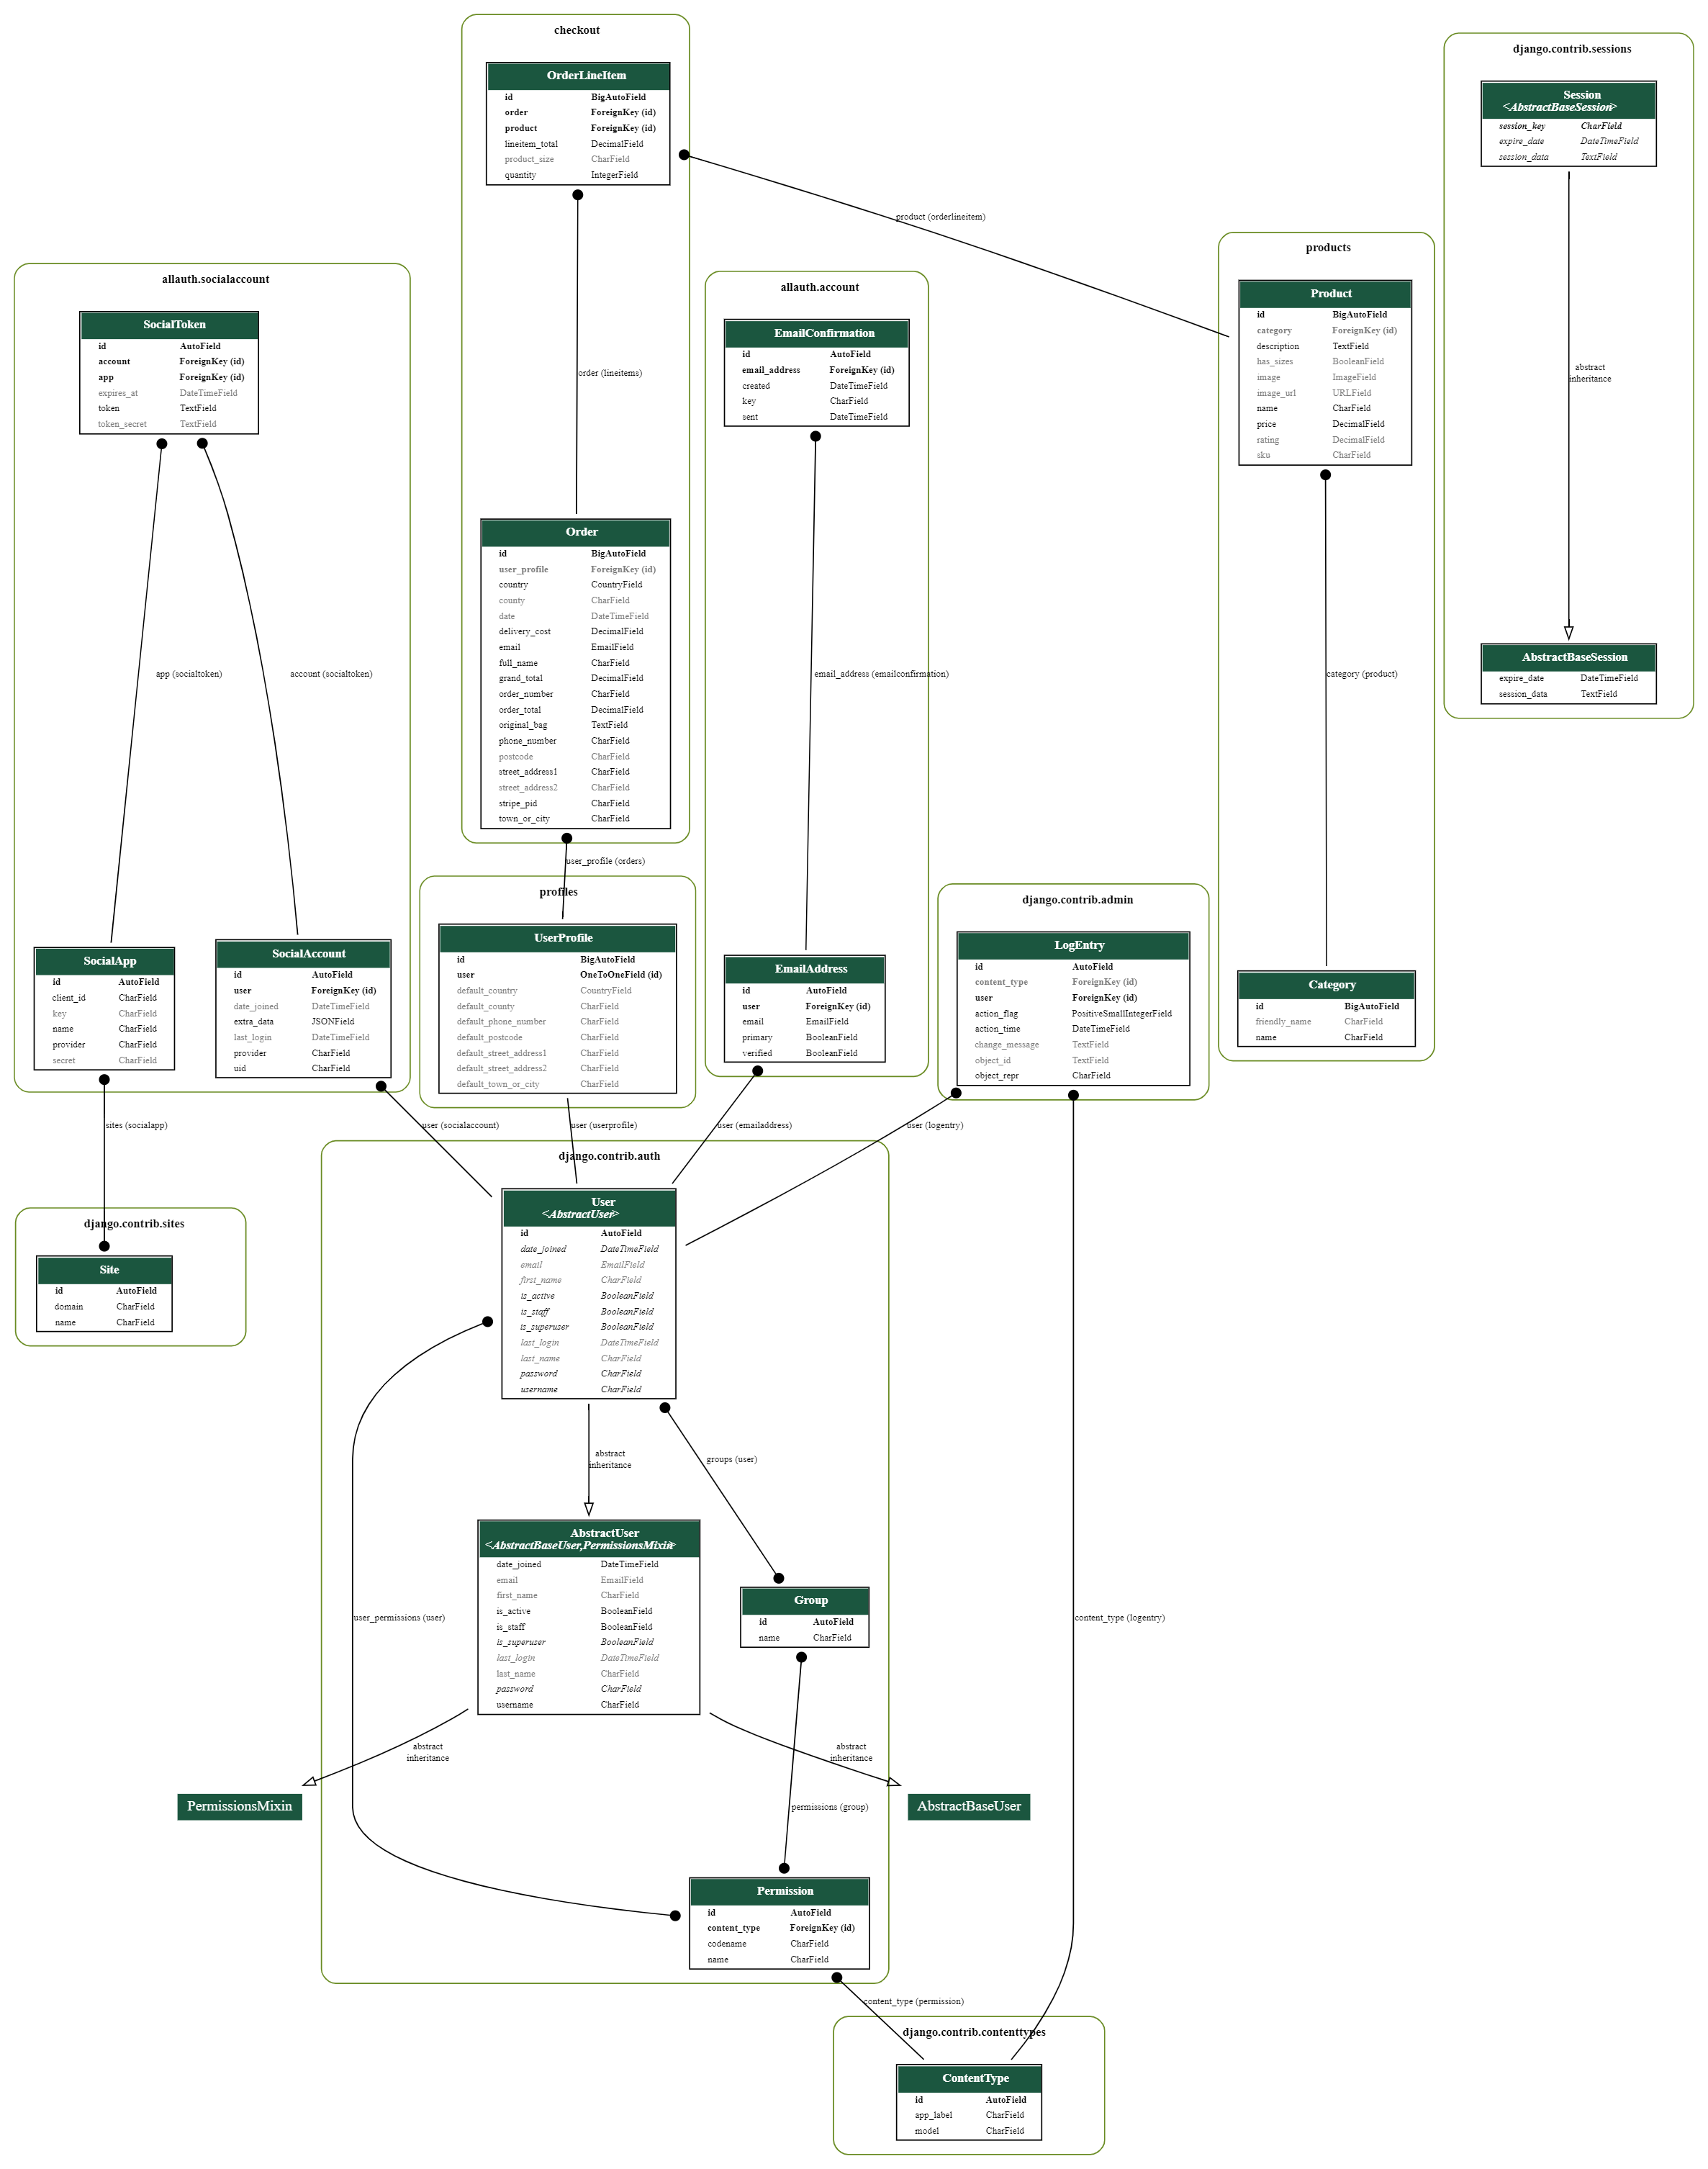 checkout
OrderLineItem
id BigAutoField
order ForeignKey (id)
product ForeignKey (id)
lineitem_total DecimalField
product_size CharField
quantity IntegerField
django.contrib.sessions
Session
<AbstractBaseSession>
session_key CharField
expire_date DateTimeField
session_data TextField
product (orderlineitem)
products
Product
id BigAutoField
category ForeignKey (id)
description TextField
has_sizes BooleanField
image ImageField
image_url URLField
name CharField
price DecimalField
rating DecimalField
sku CharField
allauth.socialaccount
SocialToken
id AutoField
account ForeignKey (id)
app ForeignKey (id)
expires_at DateTimeField
token TextField
token_secret TextField
allauth.account
EmailConfirmation
id AutoField
email_address ForeignKey (id)
created DateTimeField
key CharField
sent DateTimeField
order (lineitems)
abstract
inheritance
Order
id BigAutoField
user_profile ForeignKey (id)
country CountryField
county CharField
date DateTimeField
delivery_cost DecimalField
email EmailField
full_name CharField
grand_total DecimalField
order_number CharField
order_total DecimalField
original_bag TextField
phone_number CharField
postcode CharField
street_address1 CharField
street_address2 CharField
stripe_pid CharField
town_or_city CharField
app (socialtoken)
account (socialtoken)
email_address (emailconfirmation)
category (product)
AbstractBaseSession
expire_date DateTimeField
session_data TextField
user_profile (orders)
profiles
UserProfile
id BigAutoField
user OneToOneField (id)
default_country CountryField
default_county CharField
default_phone_number CharField
default_postcode CharField
default_street_address1 CharField
default_street_address2 CharField
default_town_or_city CharField
SocialApp
id AutoField
client_id CharField
key CharField
name CharField
provider CharField
secret CharField
SocialAccount
id AutoField
user ForeignKey (id)
date_joined DateTimeField
extra_data JSONField
last_login DateTimeField
provider CharField
uid CharField
EmailAddress
id AutoField
user ForeignKey (id)
email EmailField
primary BooleanField
verified BooleanField
django.contrib.admin
LogEntry
id AutoField
content_type ForeignKey (id)
user ForeignKey (id)
action_flag PositiveSmallIntegerField
action_time DateTimeField
change_message TextField
object_id TextField
object_repr CharField
Category
id BigAutoField
friendly_name CharField
name CharField
sites (socialapp)
user (socialaccount)
user (userprofile)
user (emailaddress)
user (logentry)
django.contrib.sites
Site
id AutoField
domain CharField
name CharField
django.contrib.auth
User
<AbstractUser>
id AutoField
date_joined DateTimeField
email EmailField
first_name CharField
is_active BooleanField
is_staff BooleanField
is_superuser BooleanField
last_login DateTimeField
last_name CharField
password CharField
username CharField
abstract
inheritance
groups (user)
AbstractUser
<AbstractBaseUser,PermissionsMixin>
date_joined DateTimeField
email EmailField
first_name CharField
is_active BooleanField
is_staff BooleanField
is_superuser BooleanField
last_login DateTimeField
last_name CharField
password CharField
username CharField
Group
id AutoField
name CharField
user_permissions (user)
content_type (logentry)
abstract
inheritance
abstract
inheritance
PermissionsMixin
permissions (group)
AbstractBaseUser
Permission
id AutoField
content_type ForeignKey (id)
codename CharField
name CharField
content_type (permission)
django.contrib.contenttypes
ContentType
id AutoField
app_label CharField
model CharField